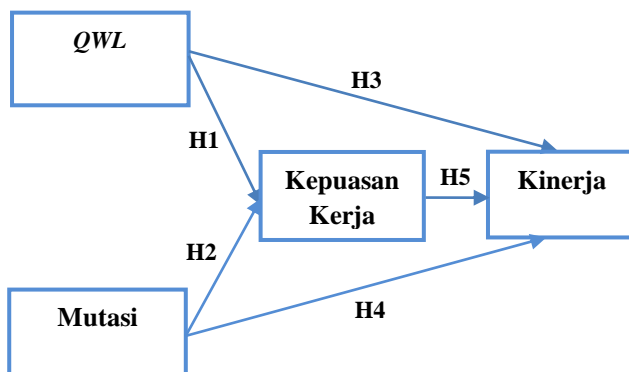 QWL
H3
H1
Kepuasan
Kerja
H5
Kinerja
H2
Mutasi
H4